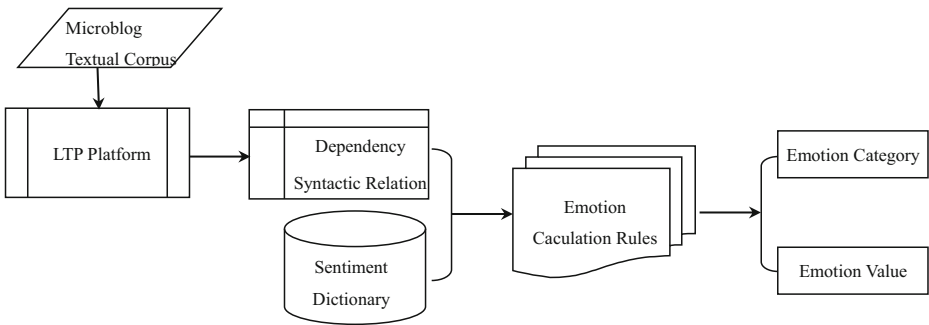 Microblog
Textual Corpus
LTP Platform
Dependency
Syntactic Relation
Sentiment
Dictionary
Emotion
Caculation Rules
Emotion Category
Emotion Value